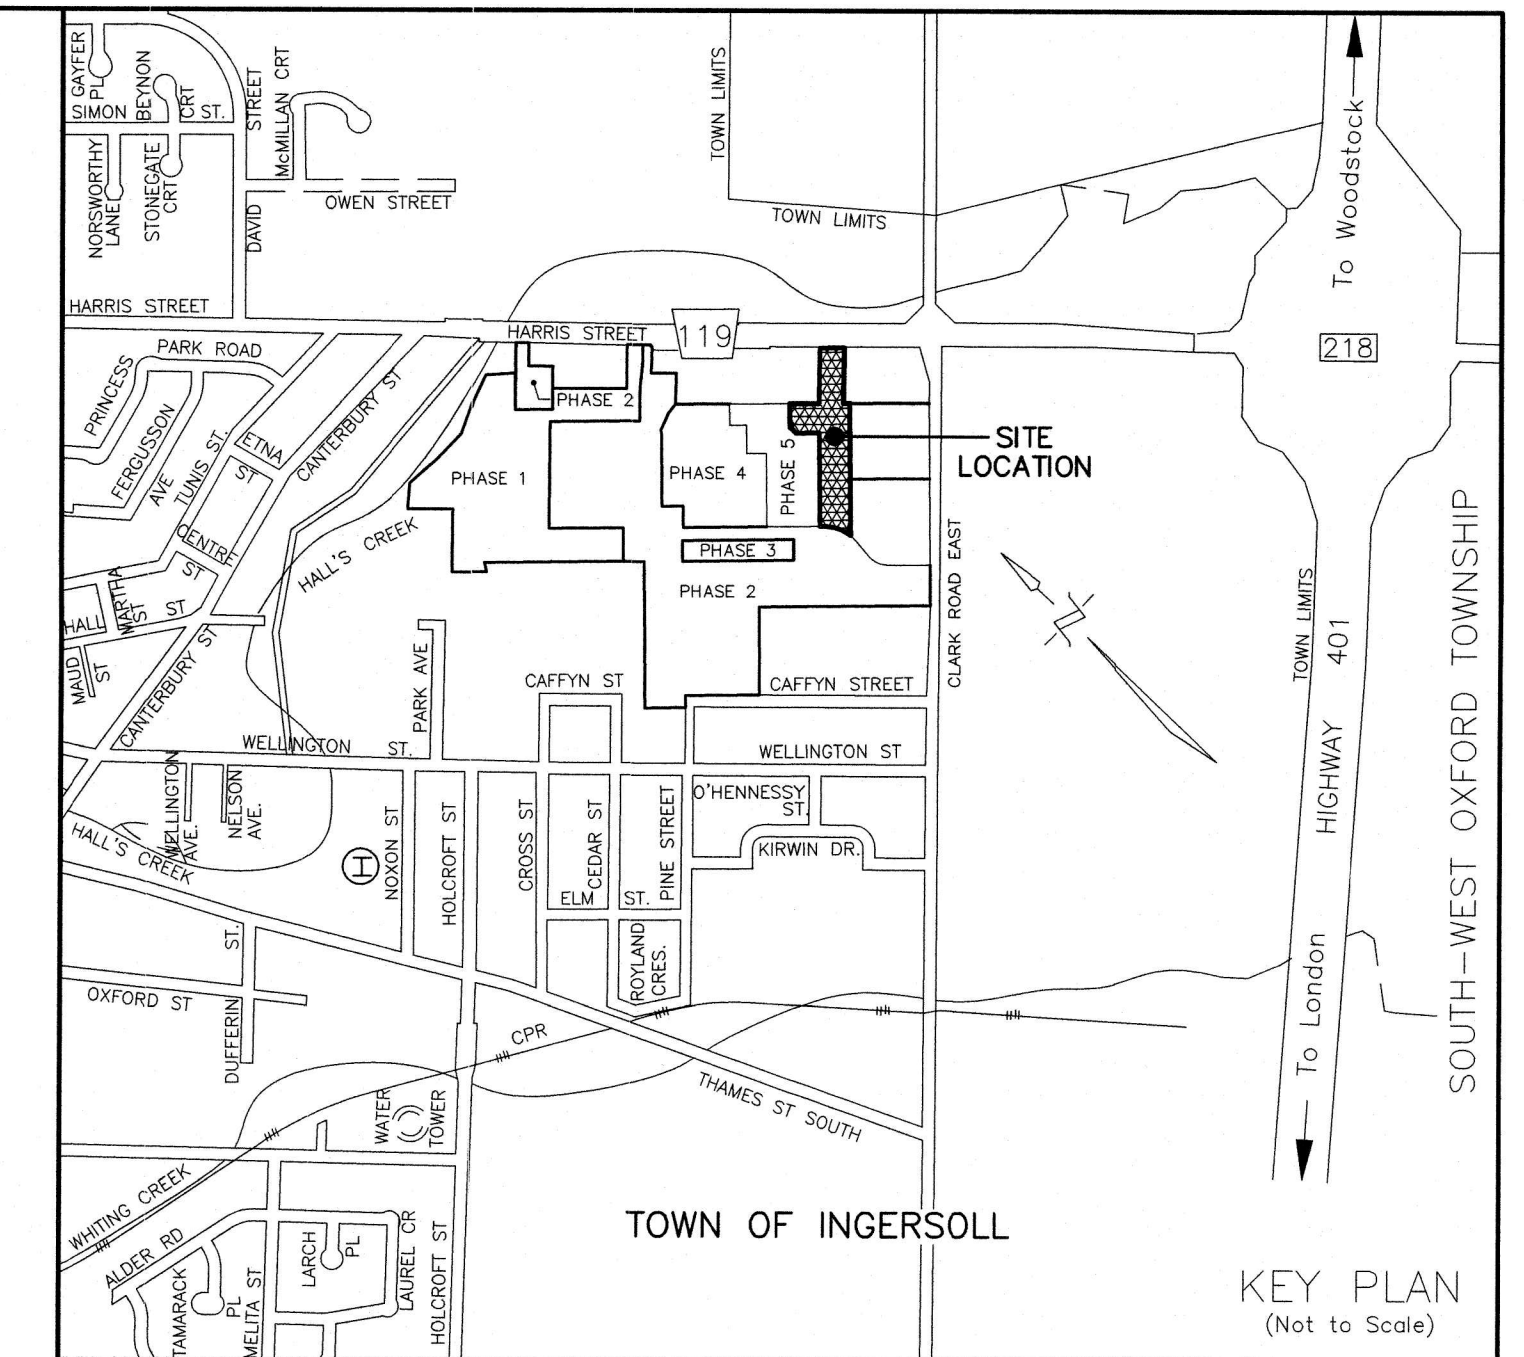 GAYFER
PL
BEYNON
CRT
SIMON ST.
STREET
McMILLAN CRT
NORSWORTHY
LANE
STONEGATE
CRT
DAVID
OWEN STREET
TOWN LIMITS
TOWN LIMITS
To Woodstock
HARRIS STREET
HARRIS STREET
119
218
PARK ROAD
PRINCESS
FERGUSSON
AVE
TUNIS ST.
ETNA
ST
CANTERBURY ST
CENTRE
ST
HALL'S CREEK
PHASE 2
PHASE 1
PHASE 4
PHASE 5
SITE
LOCATION
PHASE 3
PHASE 2
CLARK ROAD EAST
TOWN LIMITS
HIGHWAY 401
SOUTH-WEST OXFORD TOWNSHIP
MARTHA
ST
HALL ST
MAUD
ST
CANTERBURY ST
PARK AVE
CAFFYN ST
CAFFYN STREET
WELLINGTON ST.
WELLINGTON ST
WELLINGTON
AVE.
NELSON
AVE.
HALL'S CREEK
H
NOXON ST
HOLCROFT ST
CROSS ST
CEDAR ST
PINE STREET
O'HENNESSY
ST.
KIRWIN DR.
ELM ST.
ROYLAND
CRES.
OXFORD ST
DUFFERIN ST.
CPR
To London
THAMES ST SOUTH
WATER
TOWER
WHITING CREEK
ALDER RD
TAMARACK
PL
MELITA ST
LARCH
PL
LAUREL CR
HOLCROFT ST
TOWN OF INGERSOLL
KEY PLAN
(Not to Scale)